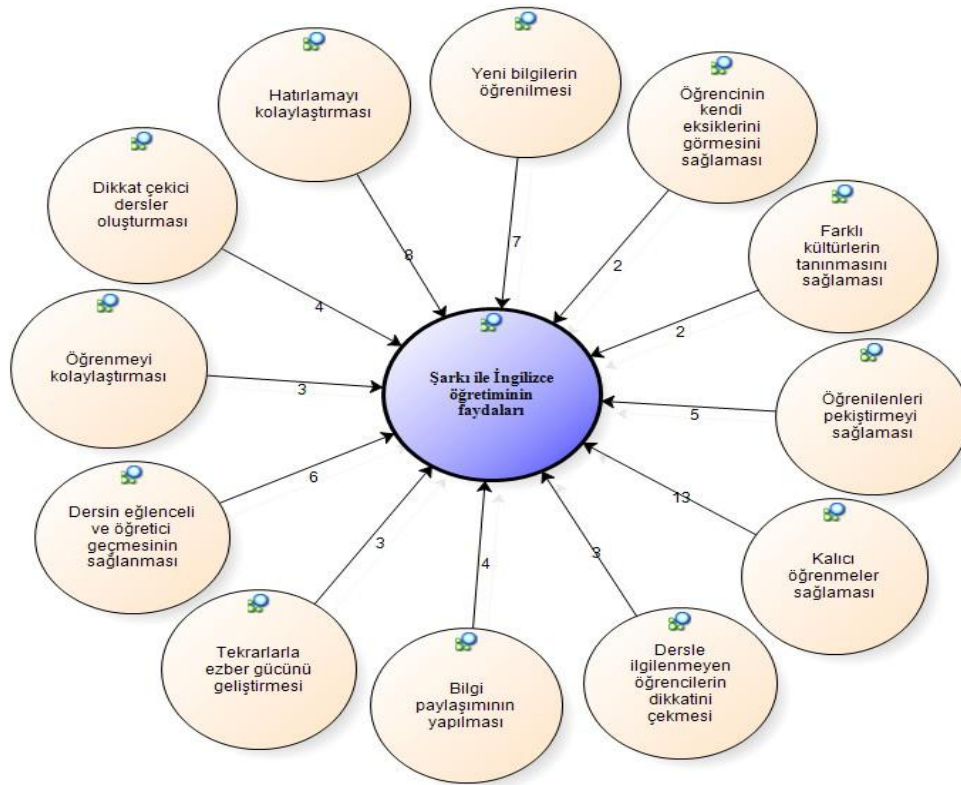 Yeni bilgilerin
öğrenilmesi
7
Öğrencinin
kendi
eksiklerini
görmesini
sağlaması
2
Farklı
kültürlerin
tanınmasını
sağlaması
2
Öğrenilenleri
pekiştirmeyi
sağlaması
5
Kalıcı
öğrenmeler
sağlaması
13
Dersle
ilgilenmeyen
öğrencilerin
dikkatini
çekmesi
3
Bilgi
paylaşımının
yapılması
4
Tekrarlarla
ezber gücünü
geliştirmesi
3
Dersin eğlenceli
ve öğretici
geçmesinin
sağlanması
6
Öğrenmeyi
kolaylaştırması
3
Dikkat çekici
dersler
oluşturması
4
Hatırlamayı
kolaylaştırması
8
Şarkı ile İngilizce
öğretiminin
faydaları